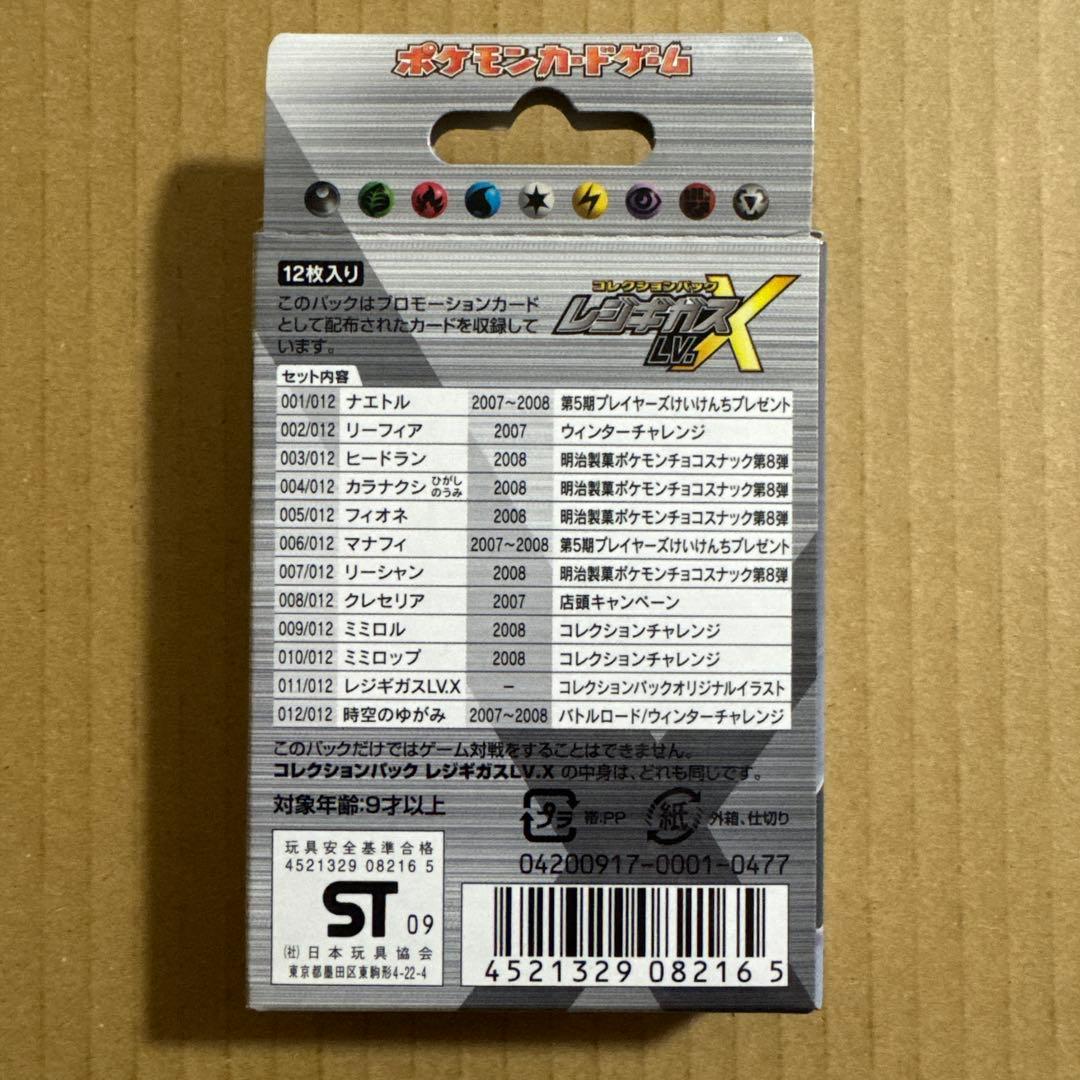 ポケモンカードゲーム
12枚入り
このパックはプロモーションカード
として配布されたカードを収録して
います。
コレクションパック
レジギガス
LV.X
セット内容
001/012 ナエトル 2007~2008 第5期プレイヤーズけいけんちプレゼント
002/012 リーフィア 2007 ウィンターチャレンジ
003/012 ヒードラン 2008 明治製菓ポケモンチョコスナック第8弾
004/012 カラナクシ ひがしのうみ 2008 明治製菓ポケモンチョコスナック第8弾
005/012 フィオネ 2008 明治製菓ポケモンチョコスナック第8弾
006/012 マナフィ 2007~2008 第5期プレイヤーズけいけんちプレゼント
007/012 リーシャン 2008 明治製菓ポケモンチョコスナック第8弾
008/012 クレセリア 2007 店頭キャンペーン
009/012 ミミロル 2008 コレクションチャレンジ
010/012 ミミロップ 2008 コレクションチャレンジ
011/012 レジギガスLV.X - コレクションパックオリジナルイラスト
012/012 時空のゆがみ 2007~2008 バトルロード/ウィンターチャレンジ
このパックだけではゲーム対戦をすることはできません。
コレクションパック レジギガスLV.X の中身は、どれも同じです。
対象年齢:9才以上
プラ 帯:PP 紙 外箱、仕切り
04200917-0001-0477
玩具安全基準合格
4521329 08216 5
ST 09
(社)日本玩具協会
東京都墨田区東駒形4-22-4
4521329 082165